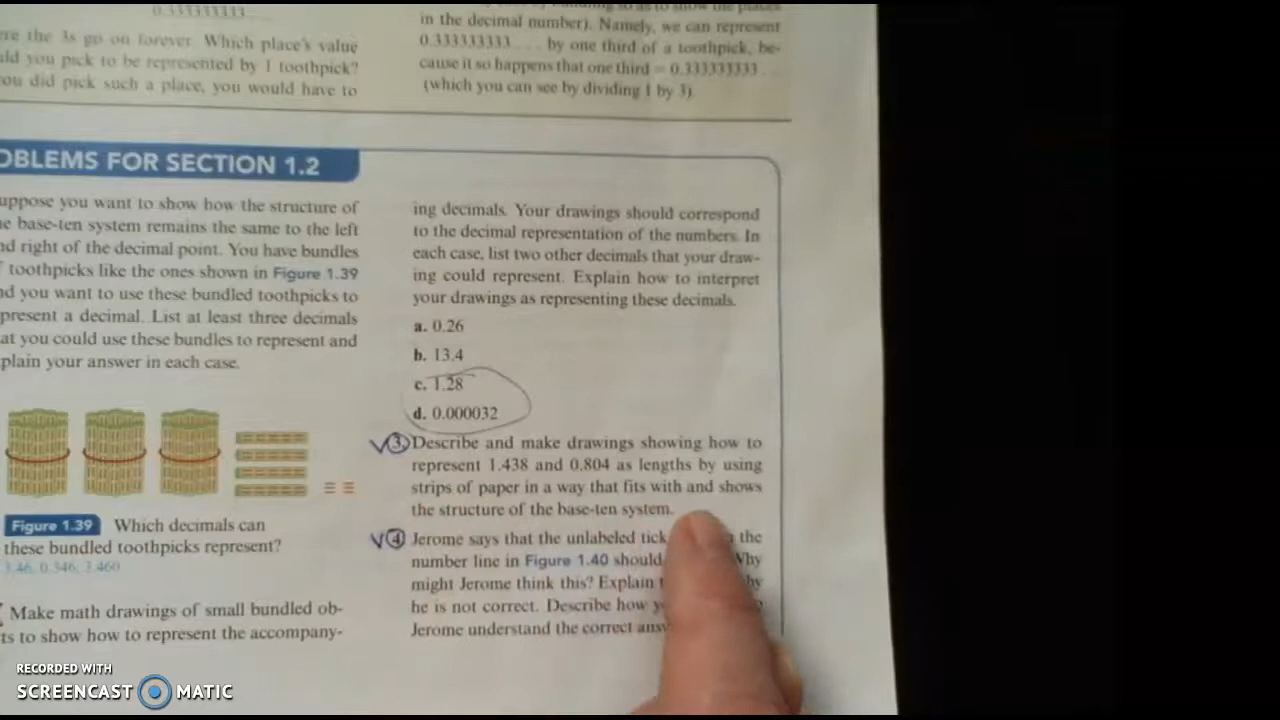 0.333333333
ere the 3s go on forever. Which place's value
uld you pick to be represented by 1 toothpick?
ou did pick such a place, you would have to
in the decimal number). Namely, we can represent
0.333333333 . . . by one third of a toothpick, be-
cause it so happens that one third = 0.333333333 . . .
(which you can see by dividing 1 by 3).
OBLEMS FOR SECTION 1.2
uppose you want to show how the structure of
e base-ten system remains the same to the left
nd right of the decimal point. You have bundles
f toothpicks like the ones shown in Figure 1.39
nd you want to use these bundled toothpicks to
present a decimal. List at least three decimals
at you could use these bundles to represent and
plain your answer in each case.
Figure 1.39 Which decimals can
these bundled toothpicks represent?
3.46, 0.346, 3.460
Make math drawings of small bundled ob-
ts to show how to represent the accompany-
ing decimals. Your drawings should correspond
to the decimal representation of the numbers. In
each case, list two other decimals that your draw-
ing could represent. Explain how to interpret
your drawings as representing these decimals.
a. 0.26
b. 13.4
c. 1.28
d. 0.000032
3. Describe and make drawings showing how to
represent 1.438 and 0.804 as lengths by using
strips of paper in a way that fits with and shows
the structure of the base-ten system.
4 Jerome says that the unlabeled tick the
number line in Figure 1.40 should Why
might Jerome think this? Explain
he is not correct. Describe how
Jerome understand the correct
RECORDED WITH
SCREENCAST MATIC